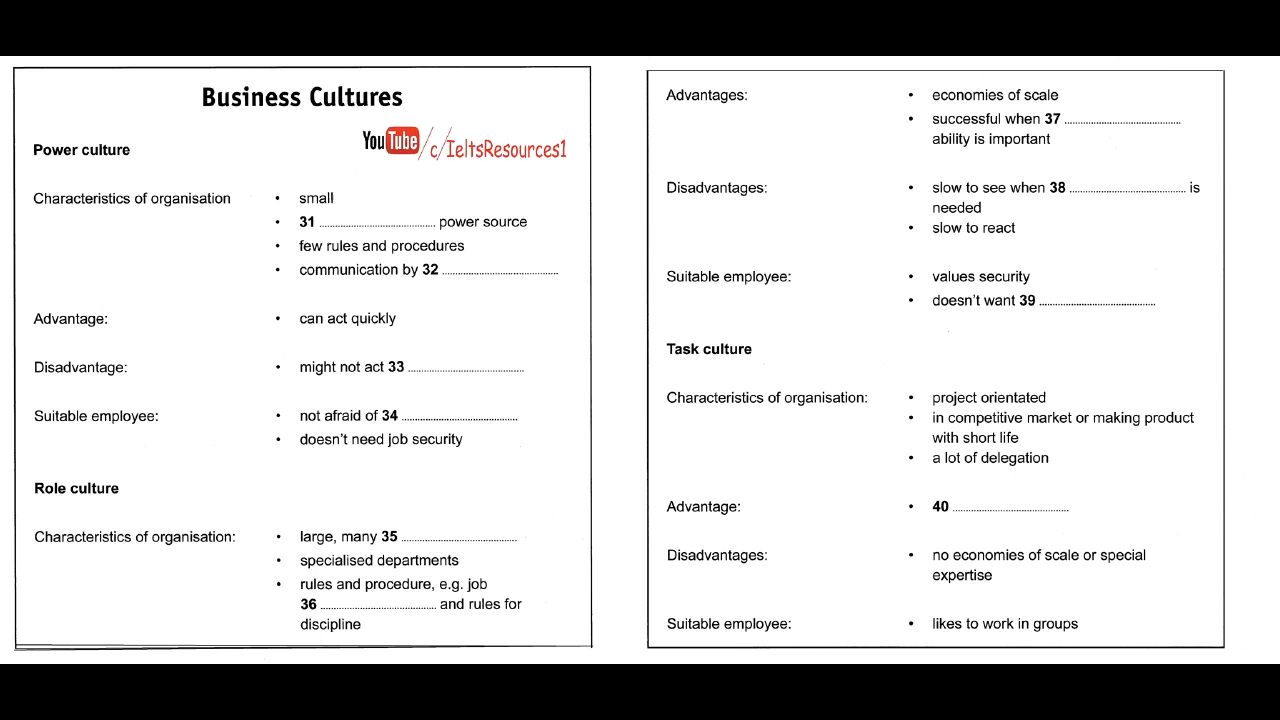 Business Cultures
YouTube/c/IeltsResources1
Power culture
Characteristics of organisation
• small
• 31 ........................ power source
• few rules and procedures
• communication by 32 ........................
Advantage:
• can act quickly
Disadvantage:
• might not act 33 ........................
Suitable employee:
• not afraid of 34 ........................
• doesn't need job security
Role culture
Characteristics of organisation:
• large, many 35 ........................
• specialised departments
• rules and procedure, e.g. job
36 ........................ and rules for
discipline
Advantages:
• economies of scale
• successful when 37 ........................
ability is important
Disadvantages:
• slow to see when 38 ........................ is
needed
• slow to react
Suitable employee:
• values security
• doesn't want 39 ........................
Task culture
Characteristics of organisation:
• project orientated
• in competitive market or making product
with short life
• a lot of delegation
Advantage:
• 40 ........................
Disadvantages:
• no economies of scale or special
expertise
Suitable employee:
• likes to work in groups